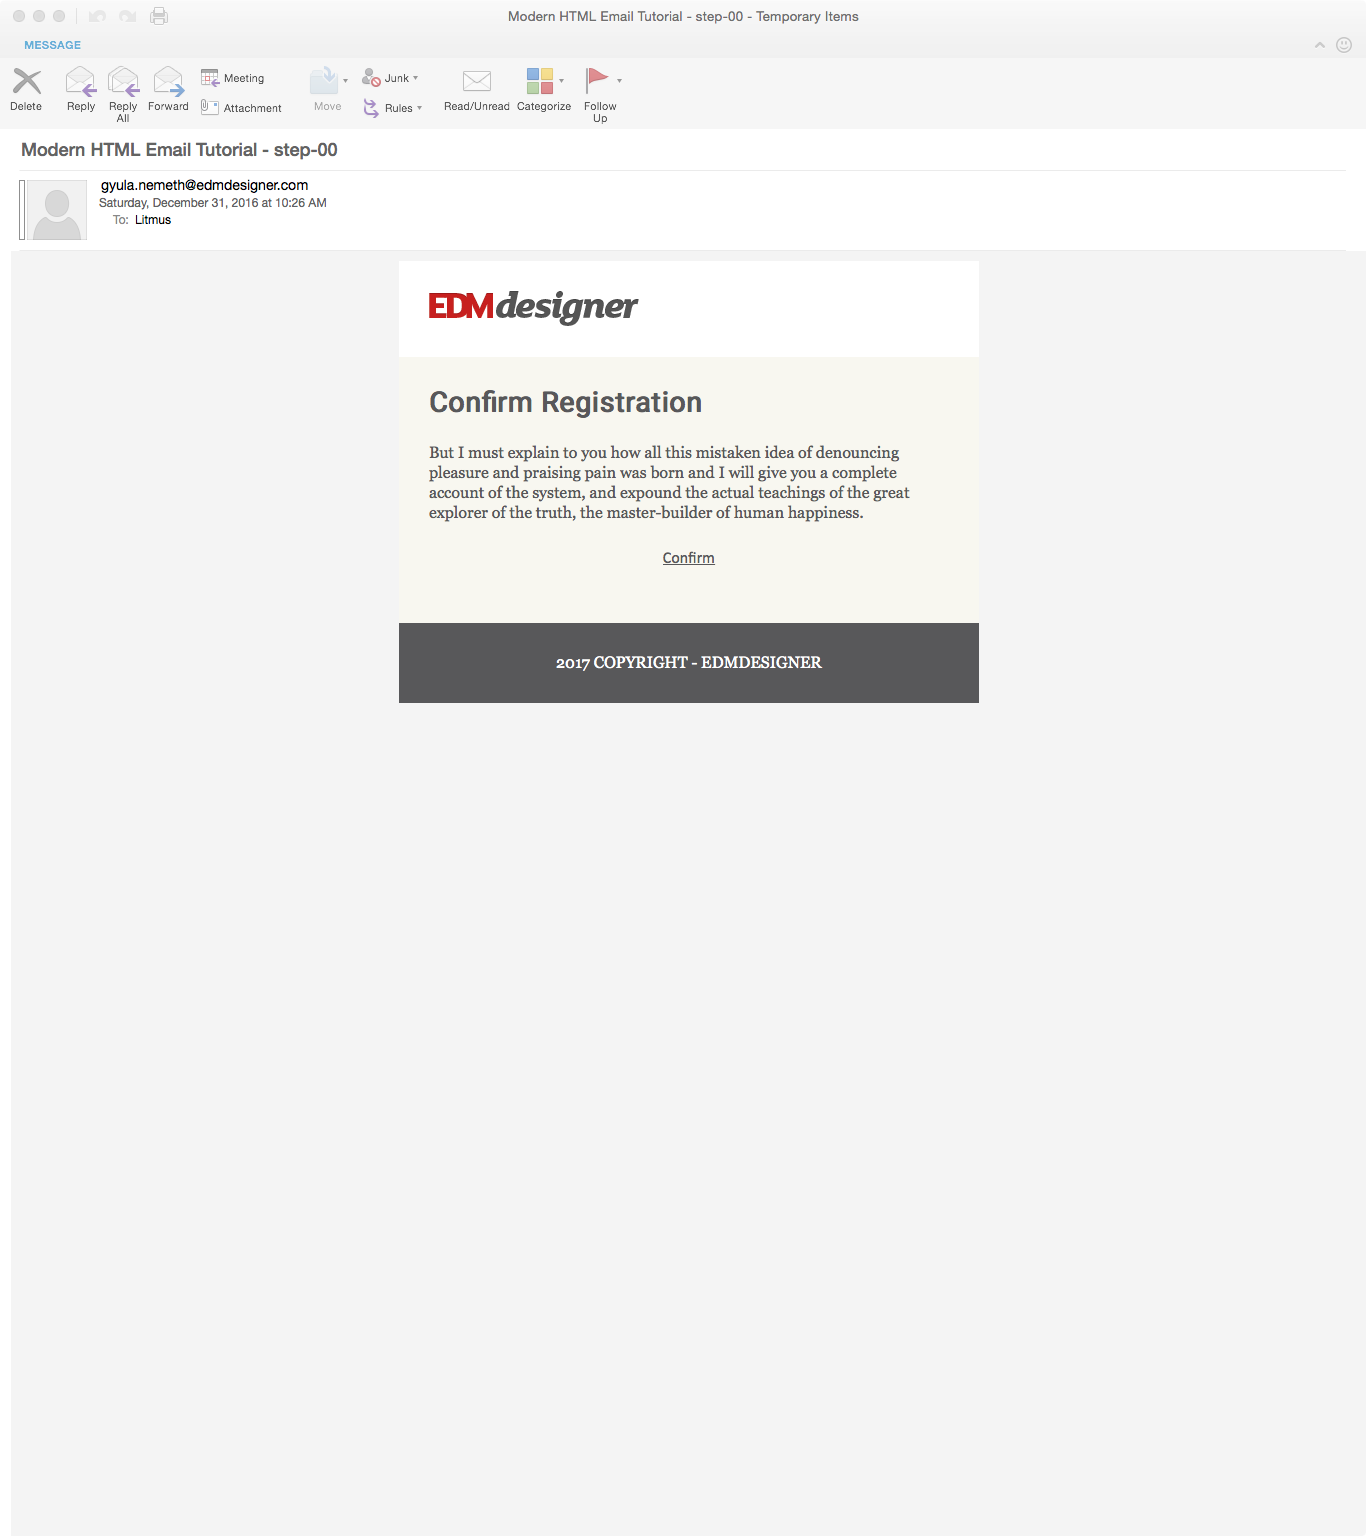 Modern HTML Email Tutorial - step-00 - Temporary Items
MESSAGE
Delete
Reply
Reply All
Forward
Meeting
Attachment
Move
Junk
Rules
Read/Unread
Categorize
Follow Up
Modern HTML Email Tutorial - step-00
gyula.nemeth@edmdesigner.com
Saturday, December 31, 2016 at 10:26 AM
To: Litmus
EDMdesigner
Confirm Registration
But I must explain to you how all this mistaken idea of denouncing
pleasure and praising pain was born and I will give you a complete
account of the system, and expound the actual teachings of the great
explorer of the truth, the master-builder of human happiness.
Confirm
2017 COPYRIGHT - EDMDESIGNER